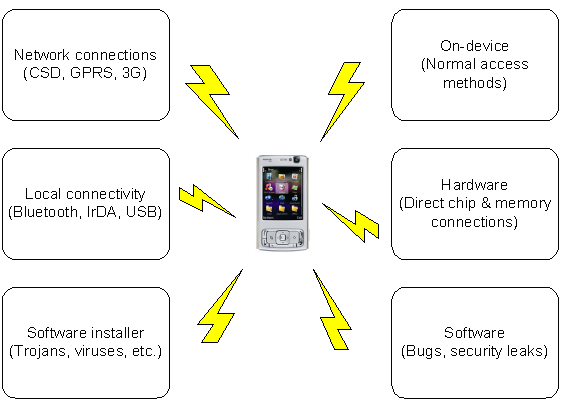 Network connections
(CSD, GPRS, 3G)
On-device
(Normal access
methods)
Local connectivity
(Bluetooth, IrDA, USB)
Hardware
(Direct chip & memory
connections)
Software installer
(Trojans, viruses, etc.)
Software
(Bugs, security leaks)